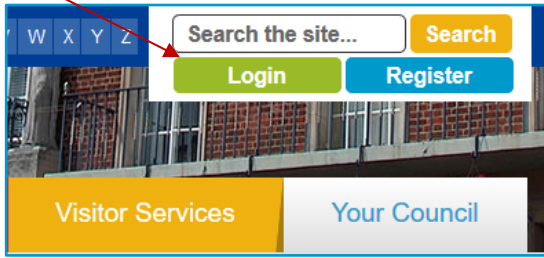 W X Y Z Search the site... Search
Login Register
Visitor Services Your Council